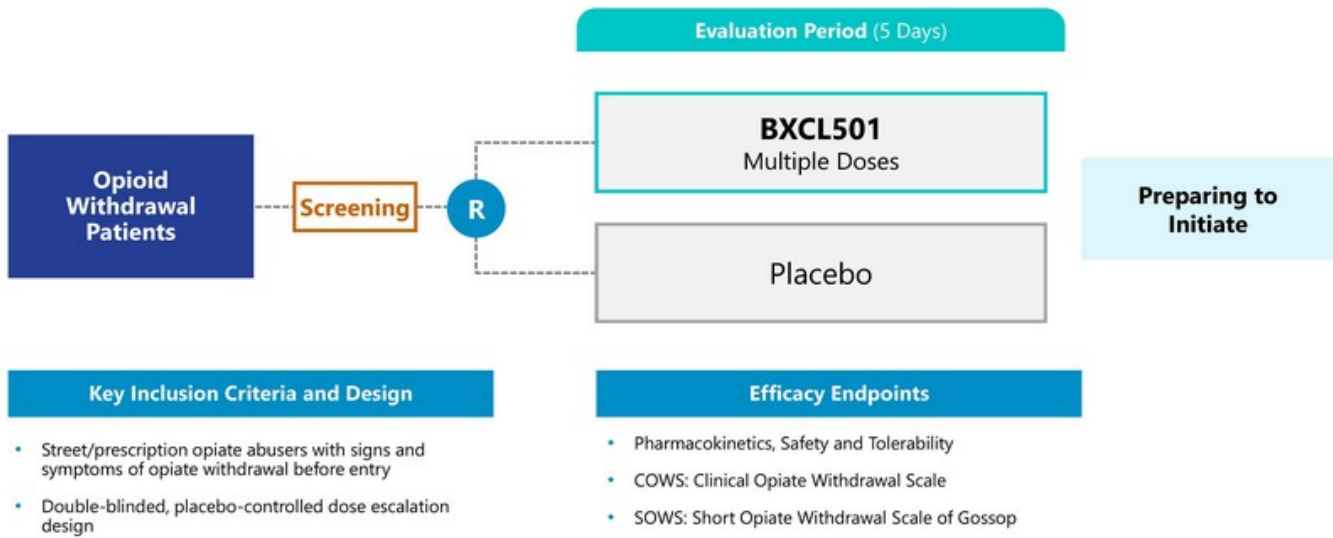 Evaluation Period (5 Days)
BXCL501
Multiple Doses
Opioid
Withdrawal
Patients
Screening
R
Preparing to
Initiate
Placebo
Key Inclusion Criteria and Design
• Street/prescription opiate abusers with signs and
symptoms of opiate withdrawal before entry
• Double-blinded, placebo-controlled dose escalation
design
Efficacy Endpoints
• Pharmacokinetics, Safety and Tolerability
• COWS: Clinical Opiate Withdrawal Scale
• SOWS: Short Opiate Withdrawal Scale of Gossop